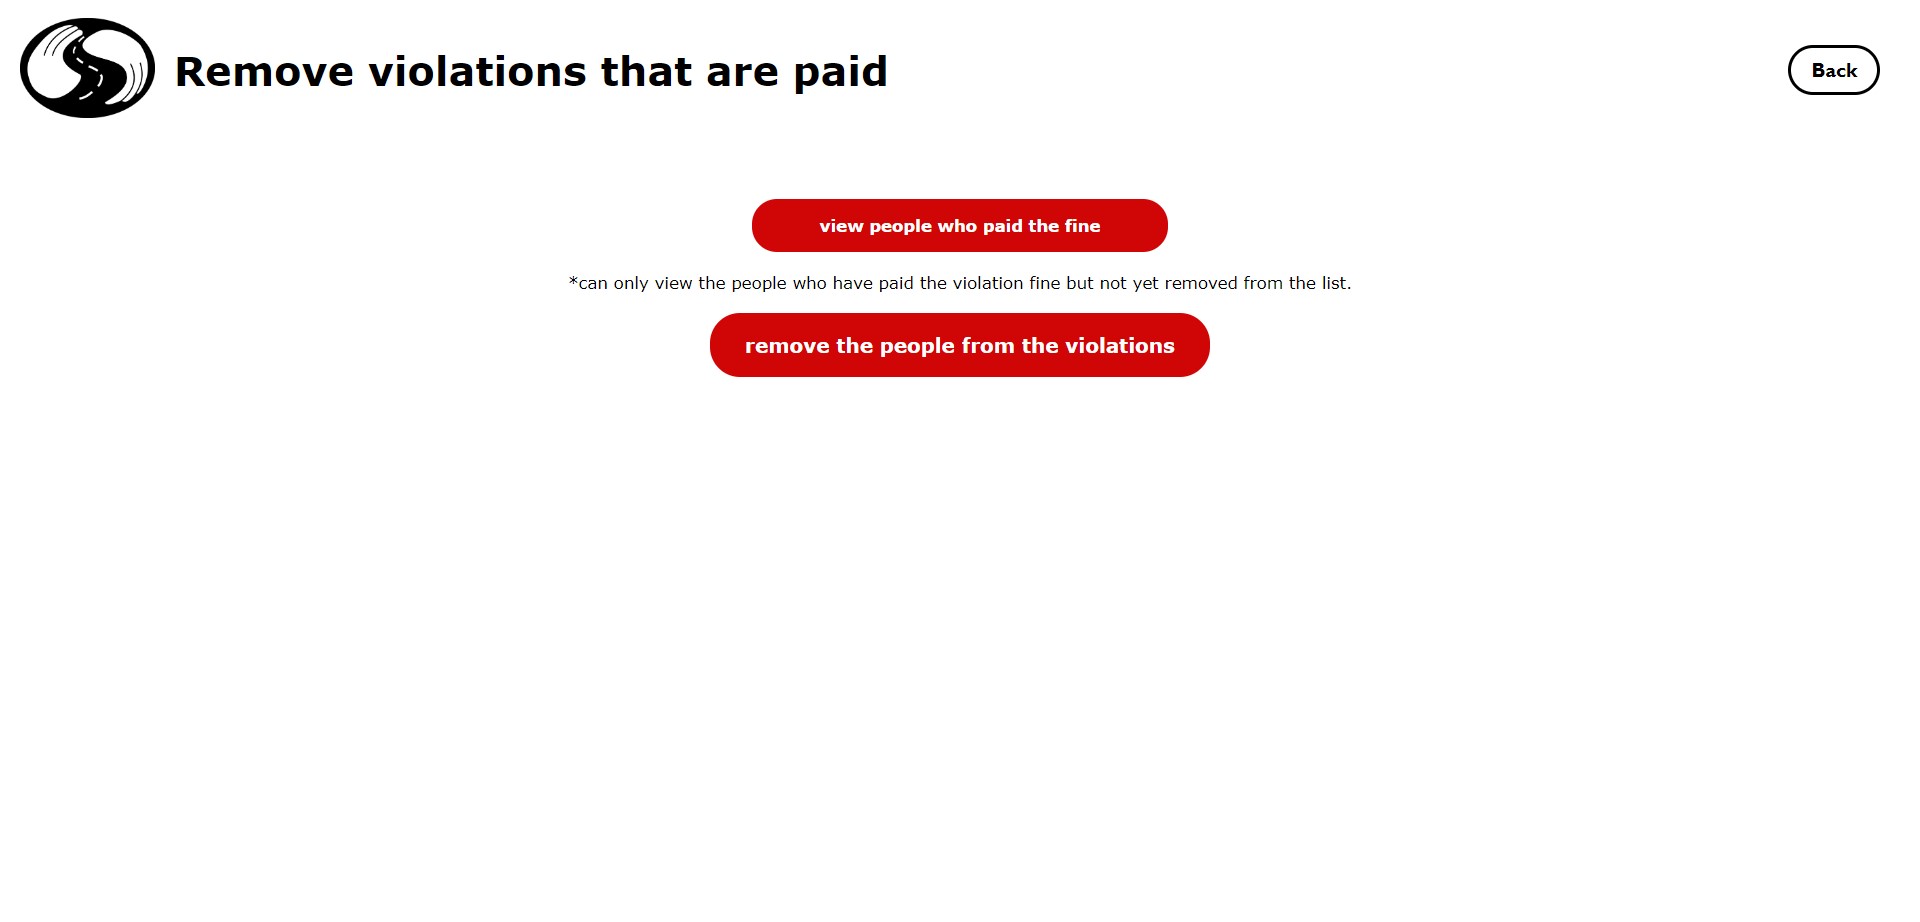 Remove violations that are paid
Back
view people who paid the fine
*can only view the people who have paid the violation fine but not yet removed from the list.
remove the people from the violations